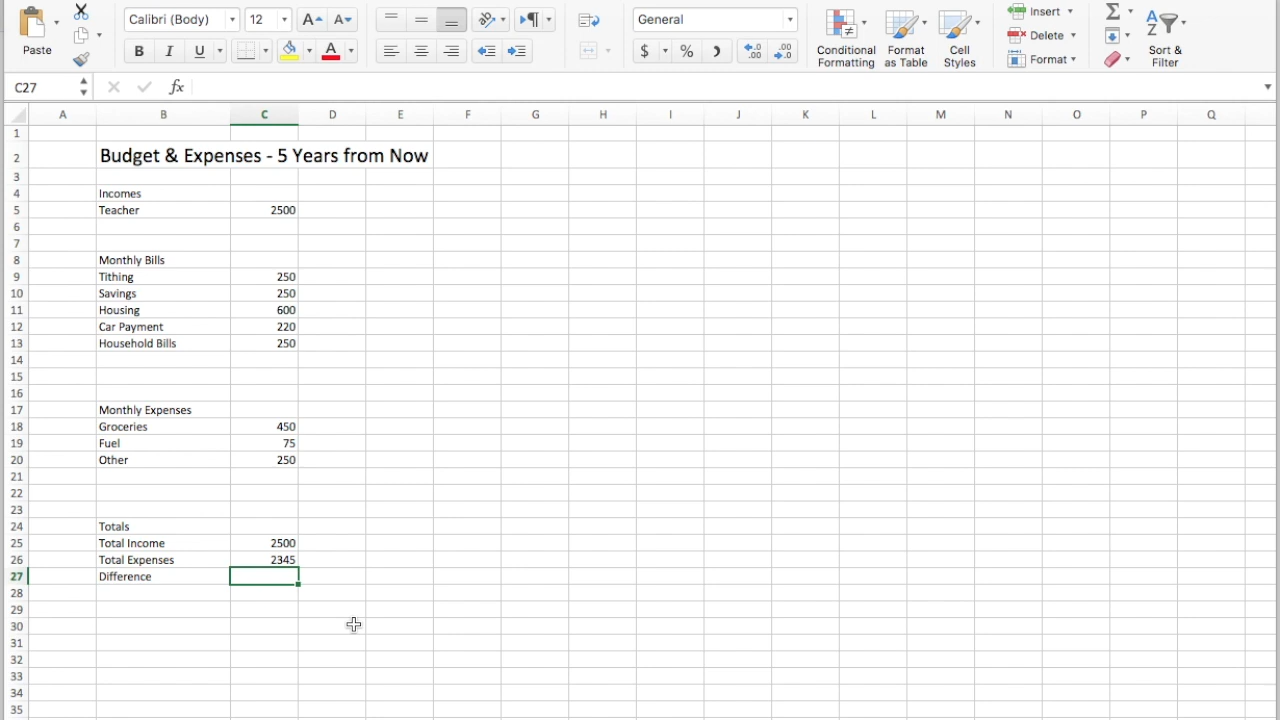 Calibri (Body) 12 A A ¶ General
Paste B I U A $ % Conditional Formatting Format as Table Cell Styles Insert Delete Format Σ Sort & Filter
C27 fx
A B C D E F G H I J K L M N O P Q
1
2 Budget & Expenses - 5 Years from Now
3
4 Incomes
5 Teacher 2500
6
7
8 Monthly Bills
9 Tithing 250
10 Savings 250
11 Housing 600
12 Car Payment 220
13 Household Bills 250
14
15
16
17 Monthly Expenses
18 Groceries 450
19 Fuel 75
20 Other 250
21
22
23
24 Totals
25 Total Income 2500
26 Total Expenses 2345
27 Difference
28
29
30
31
32
33
34
35